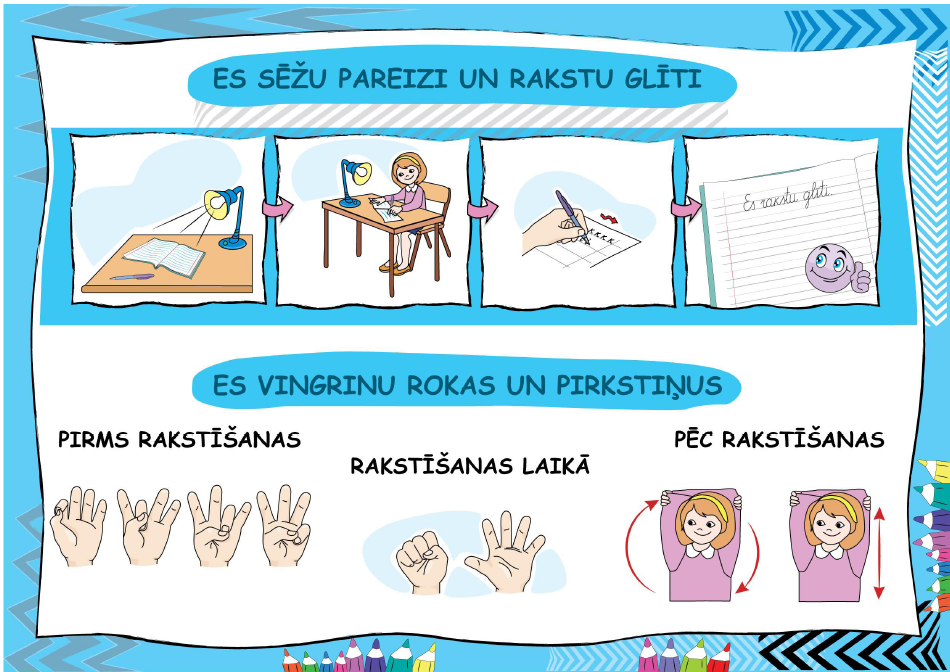 ES SĒŽU PAREIZI UN RAKSTU GLĪTI
Es rakstu glīti.
ES VINGRINU ROKAS UN PIRKSTIŅUS
PIRMS RAKSTĪŠANAS
RAKSTĪŠANAS LAIKĀ
PĒC RAKSTĪŠANAS